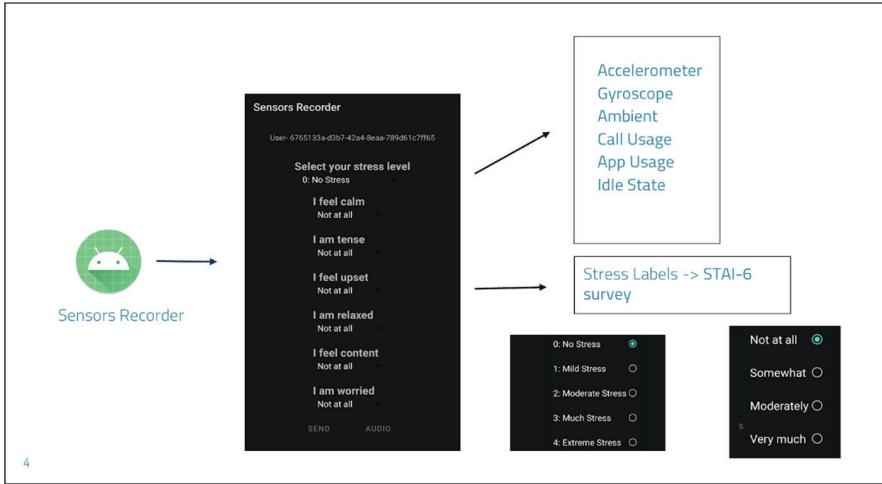 Sensors Recorder
Sensors Recorder
User- 6765133a-d3b7-42a4-8eaa-789d61c7ff65
Select your stress level
0: No Stress
I feel calm
Not at all
I am tense
Not at all
I feel upset
Not at all
I am relaxed
Not at all
I feel content
Not at all
I am worried
Not at all
SEND AUDIO
Accelerometer
Gyroscope
Ambient
Call Usage
App Usage
Idle State
Stress Labels -> STAI-6
survey
0: No Stress
1: Mild Stress
2: Moderate Stress
3: Much Stress
4: Extreme Stress
Not at all
Somewhat
Moderately
s
Very much
4